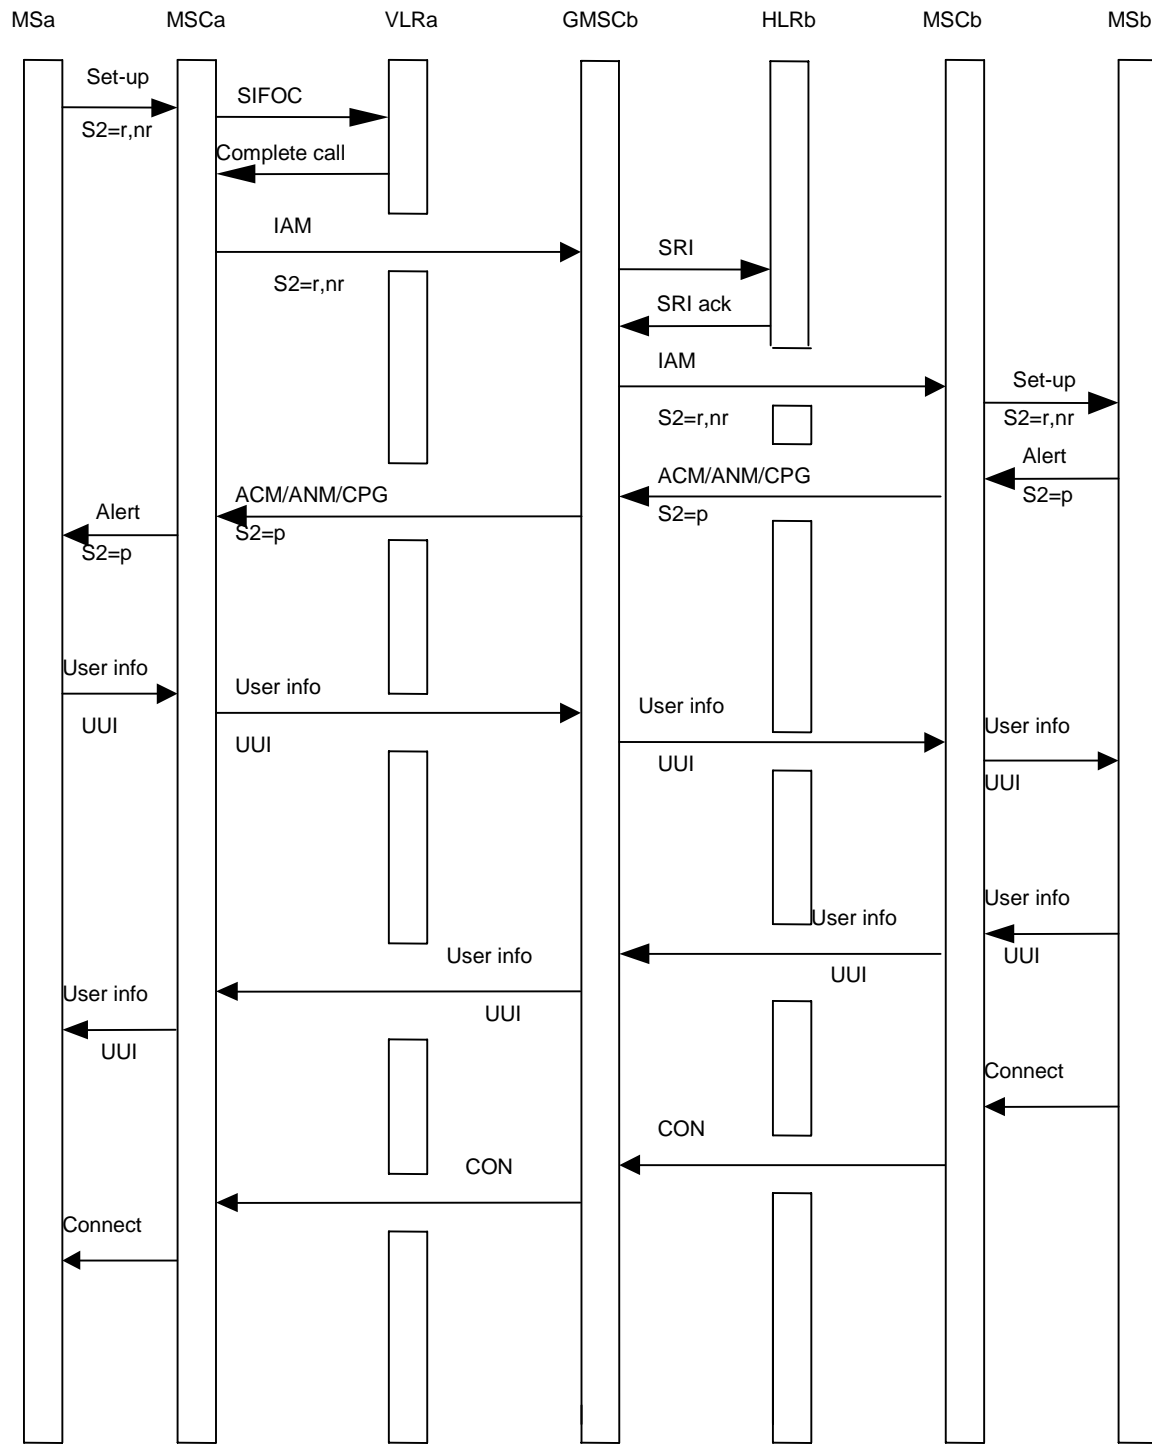 MSa MSCa VLRa GMSCb HLRb MSCb MSb
Set-up
SIFOC
S2=r,nr
Complete call
IAM
SRI
S2=r,nr
SRI ack
IAM
Set-up
S2=r,nr
S2=r,nr
Alert
ACM/ANM/CPG
ACM/ANM/CPG
S2=p
Alert
S2=p
S2=p
S2=p
User info
User info
User info
UUI
User info
UUI
UUI
UUI
User info
User info
User info
UUI
UUI
User info
UUI
UUI
Connect
CON
CON
Connect